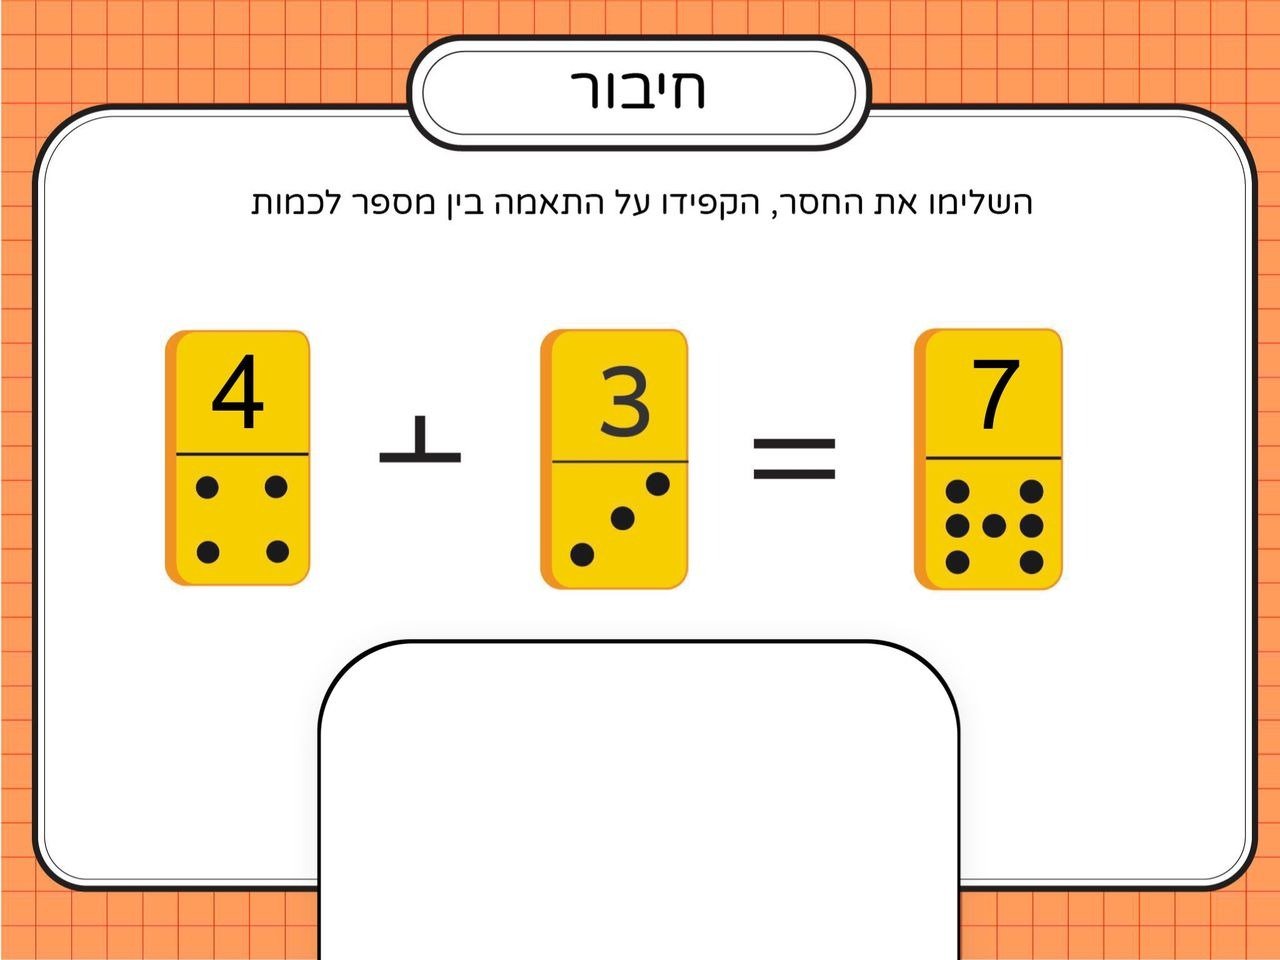 חיבור
השלימו את החסר, הקפידו על התאמה בין מספר לכמות
4 ⊥ 3 = 7